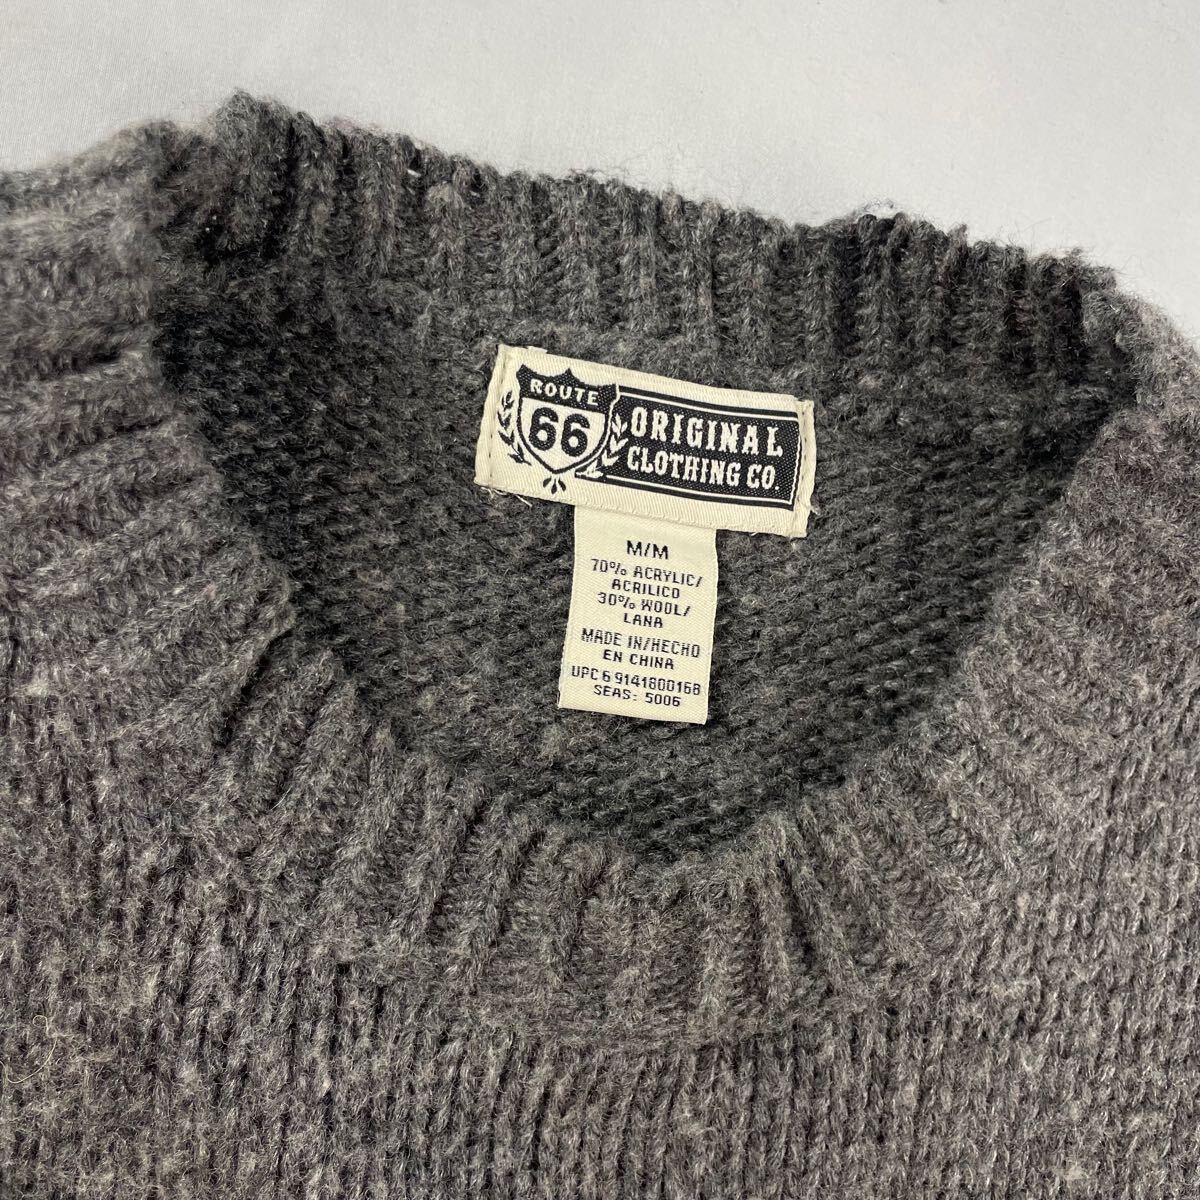 ROUTE
66
ORIGINAL
CLOTHING CO.
M/M
70% ACRYLIC/
ACRILICO
30% WOOL/
LANA
MADE IN/HECHO
EN CHINA
UPC 6 9141800168
SEAS: 5006